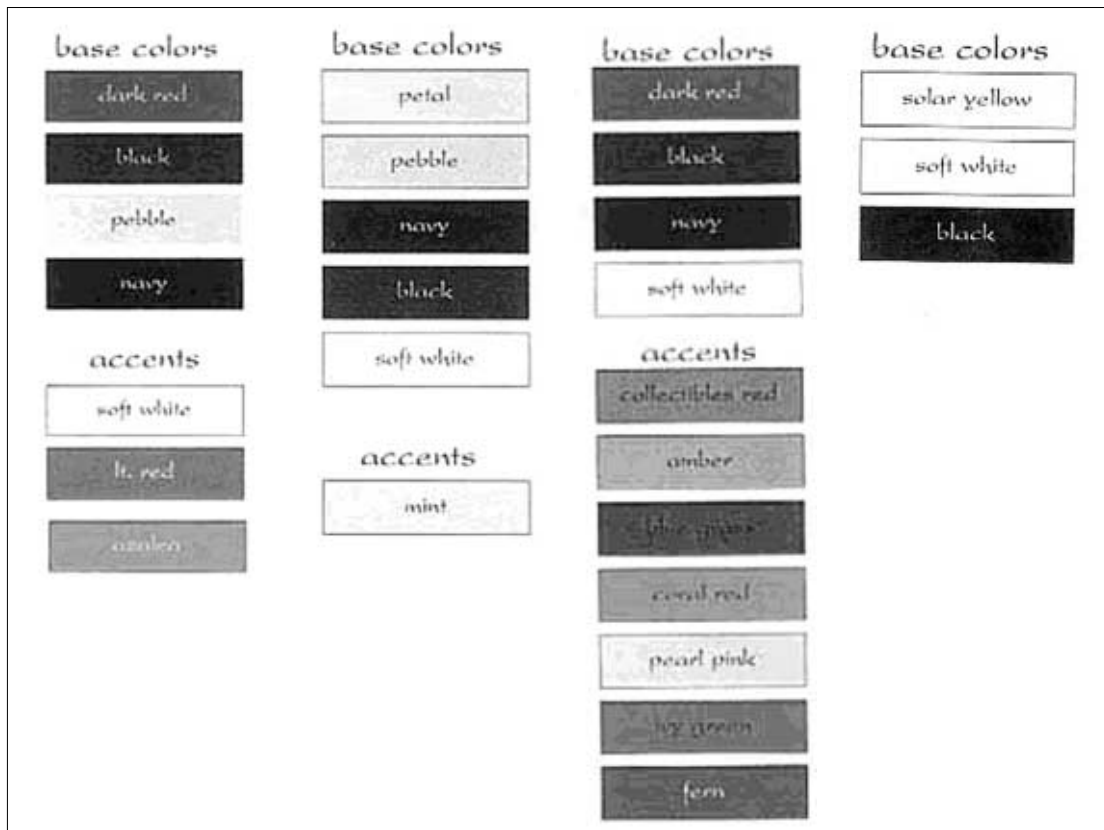 base colors
dark red
black
pebble
navy
accents
soft white
lt. red
azalea
base colors
petal
pebble
navy
black
soft white
accents
mint
base colors
dark red
black
navy
soft white
accents
collectibles red
amber
blue grass
coral red
pearl pink
ivy green
fern
base colors
solar yellow
soft white
black